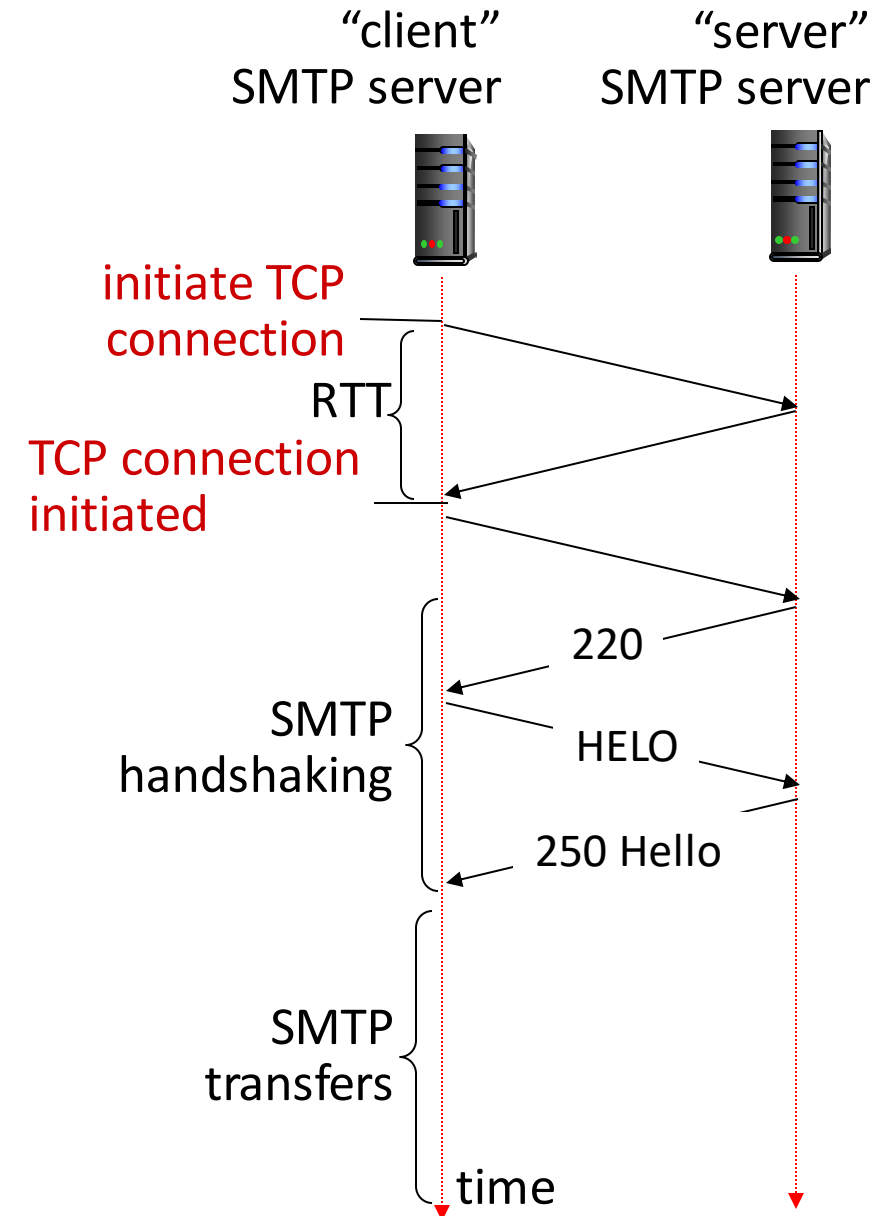 “client”
SMTP server
“server”
SMTP server
initiate TCP
connection
RTT
TCP connection
initiated
220
SMTP
handshaking
HELO
250 Hello
SMTP
transfers
time